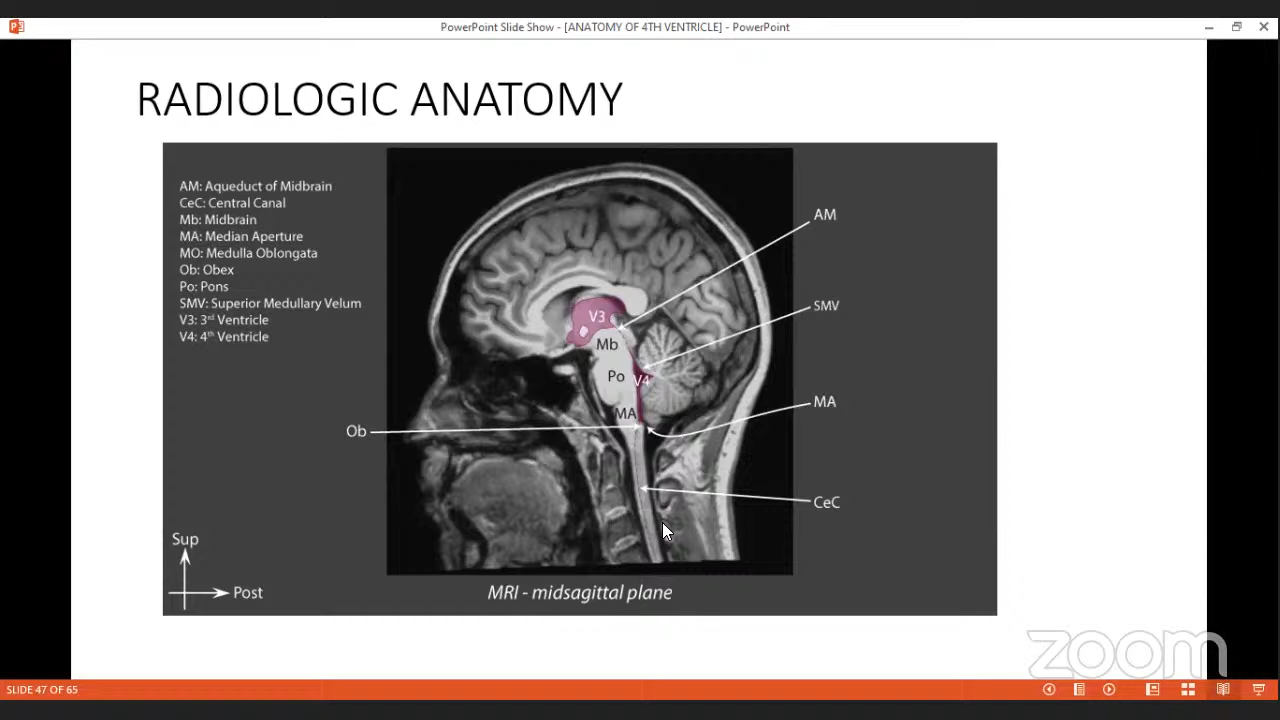 PowerPoint Slide Show - [ANATOMY OF 4TH VENTRICLE] - PowerPoint
RADIOLOGIC ANATOMY
AM: Aqueduct of Midbrain
CeC: Central Canal
Mb: Midbrain
MA: Median Aperture
MO: Medulla Oblongata
Ob: Obex
Po: Pons
SMV: Superior Medullary Velum
V3: 3rd Ventricle
V4: 4th Ventricle
AM
SMV
V3
Mb
Po
V4
MA
MA
Ob
CeC
Sup
Post
MRI - midsagittal plane
zoom
SLIDE 47 OF 65